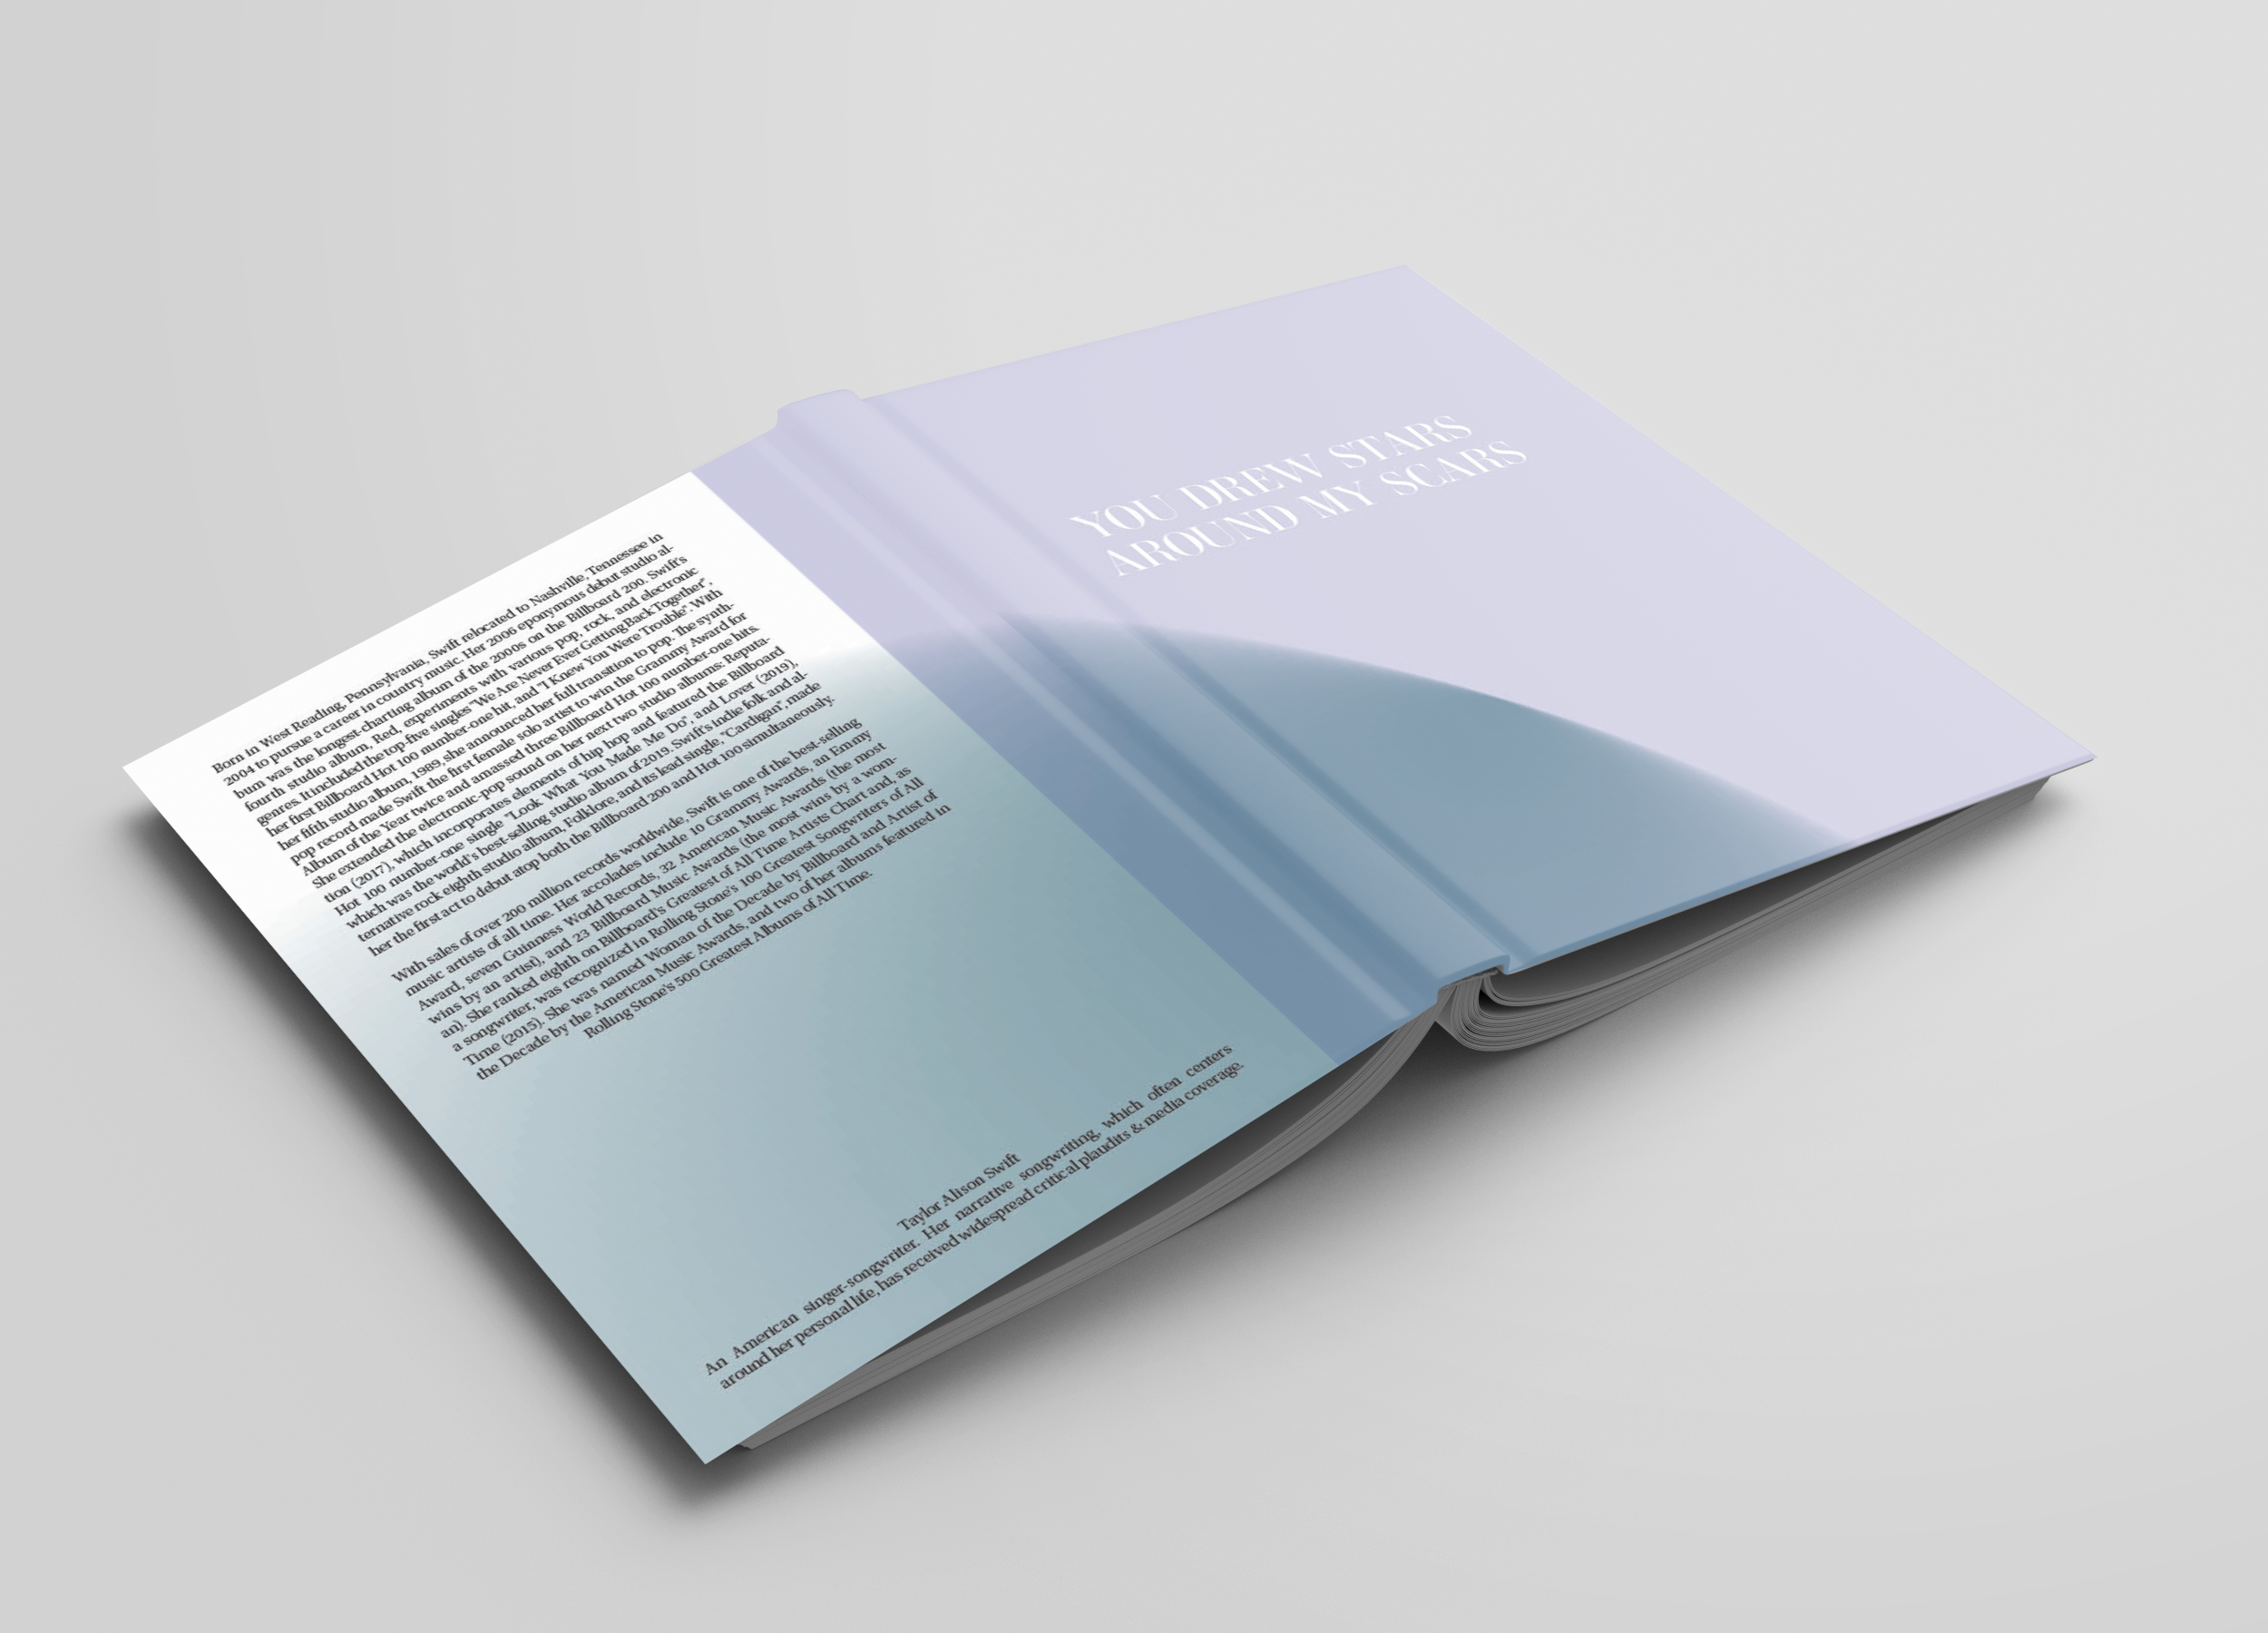 YOU DREW STARS
AROUND MY SCARS
Born in West Reading, Pennsylvania, Swift relocated to Nashville, Tennessee in
2004 to pursue a career in country music. Her 2006 eponymous debut studio al-
bum was the longest-charting album of the 2000s on the Billboard 200. Swift's
fourth studio album, Red, experiments with various pop, rock, and electronic
genres. It included the top-five singles "We Are Never Ever Getting Back Together",
her first Billboard Hot 100 number-one hit, and "I Knew You Were Trouble". With
her fifth studio album, 1989, she announced her full transition to pop. The synth-
pop record made Swift the first female solo artist to win the Grammy Award for
Album of the Year twice and amassed three Billboard Hot 100 number-one hits.
She extended the electronic-pop sound on her next two studio albums: Reputa-
tion (2017), which incorporates elements of hip hop and featured the Billboard
Hot 100 number-one single "Look What You Made Me Do", and Lover (2019),
which was the world's best-selling studio album of 2019. Swift's indie folk and al-
ternative rock eighth studio album, Folklore, and its lead single, "Cardigan", made
her the first act to debut atop both the Billboard 200 and Hot 100 simultaneously.
With sales of over 200 million records worldwide, Swift is one of the best-selling
music artists of all time. Her accolades include 10 Grammy Awards, an Emmy
Award, seven Guinness World Records, 32 American Music Awards (the most
wins by an artist), and 23 Billboard Music Awards (the most wins by a wom-
an). She ranked eighth on Billboard's Greatest of All Time Artists Chart and, as
a songwriter, was recognized in Rolling Stone's 100 Greatest Songwriters of All
Time (2015). She was named Woman of the Decade by Billboard and Artist of
the Decade by the American Music Awards, and two of her albums featured in
Rolling Stone's 500 Greatest Albums of All Time.
Taylor Alison Swift
An American singer-songwriter. Her narrative songwriting, which often centers
around her personal life, has received widespread critical plaudits & media coverage.